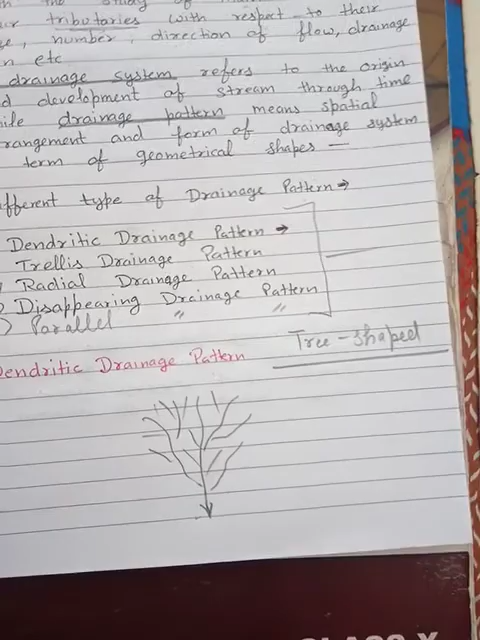 the study of
tributaries (with respect to their
number, direction of flow, drainage
n etc
drainage system refers to the origin
d development of stream through time
ile drainage pattern means spatial
rangement and form of drainage system
term of geometrical shapes —
fferent type of Drainage Pattern →
Dendritic Drainage Pattern →
Trellis Drainage Pattern
Radial Drainage Pattern
Disappearing Drainage Pattern
) Parallel " "
Tree-shaped
Dendritic Drainage Pattern